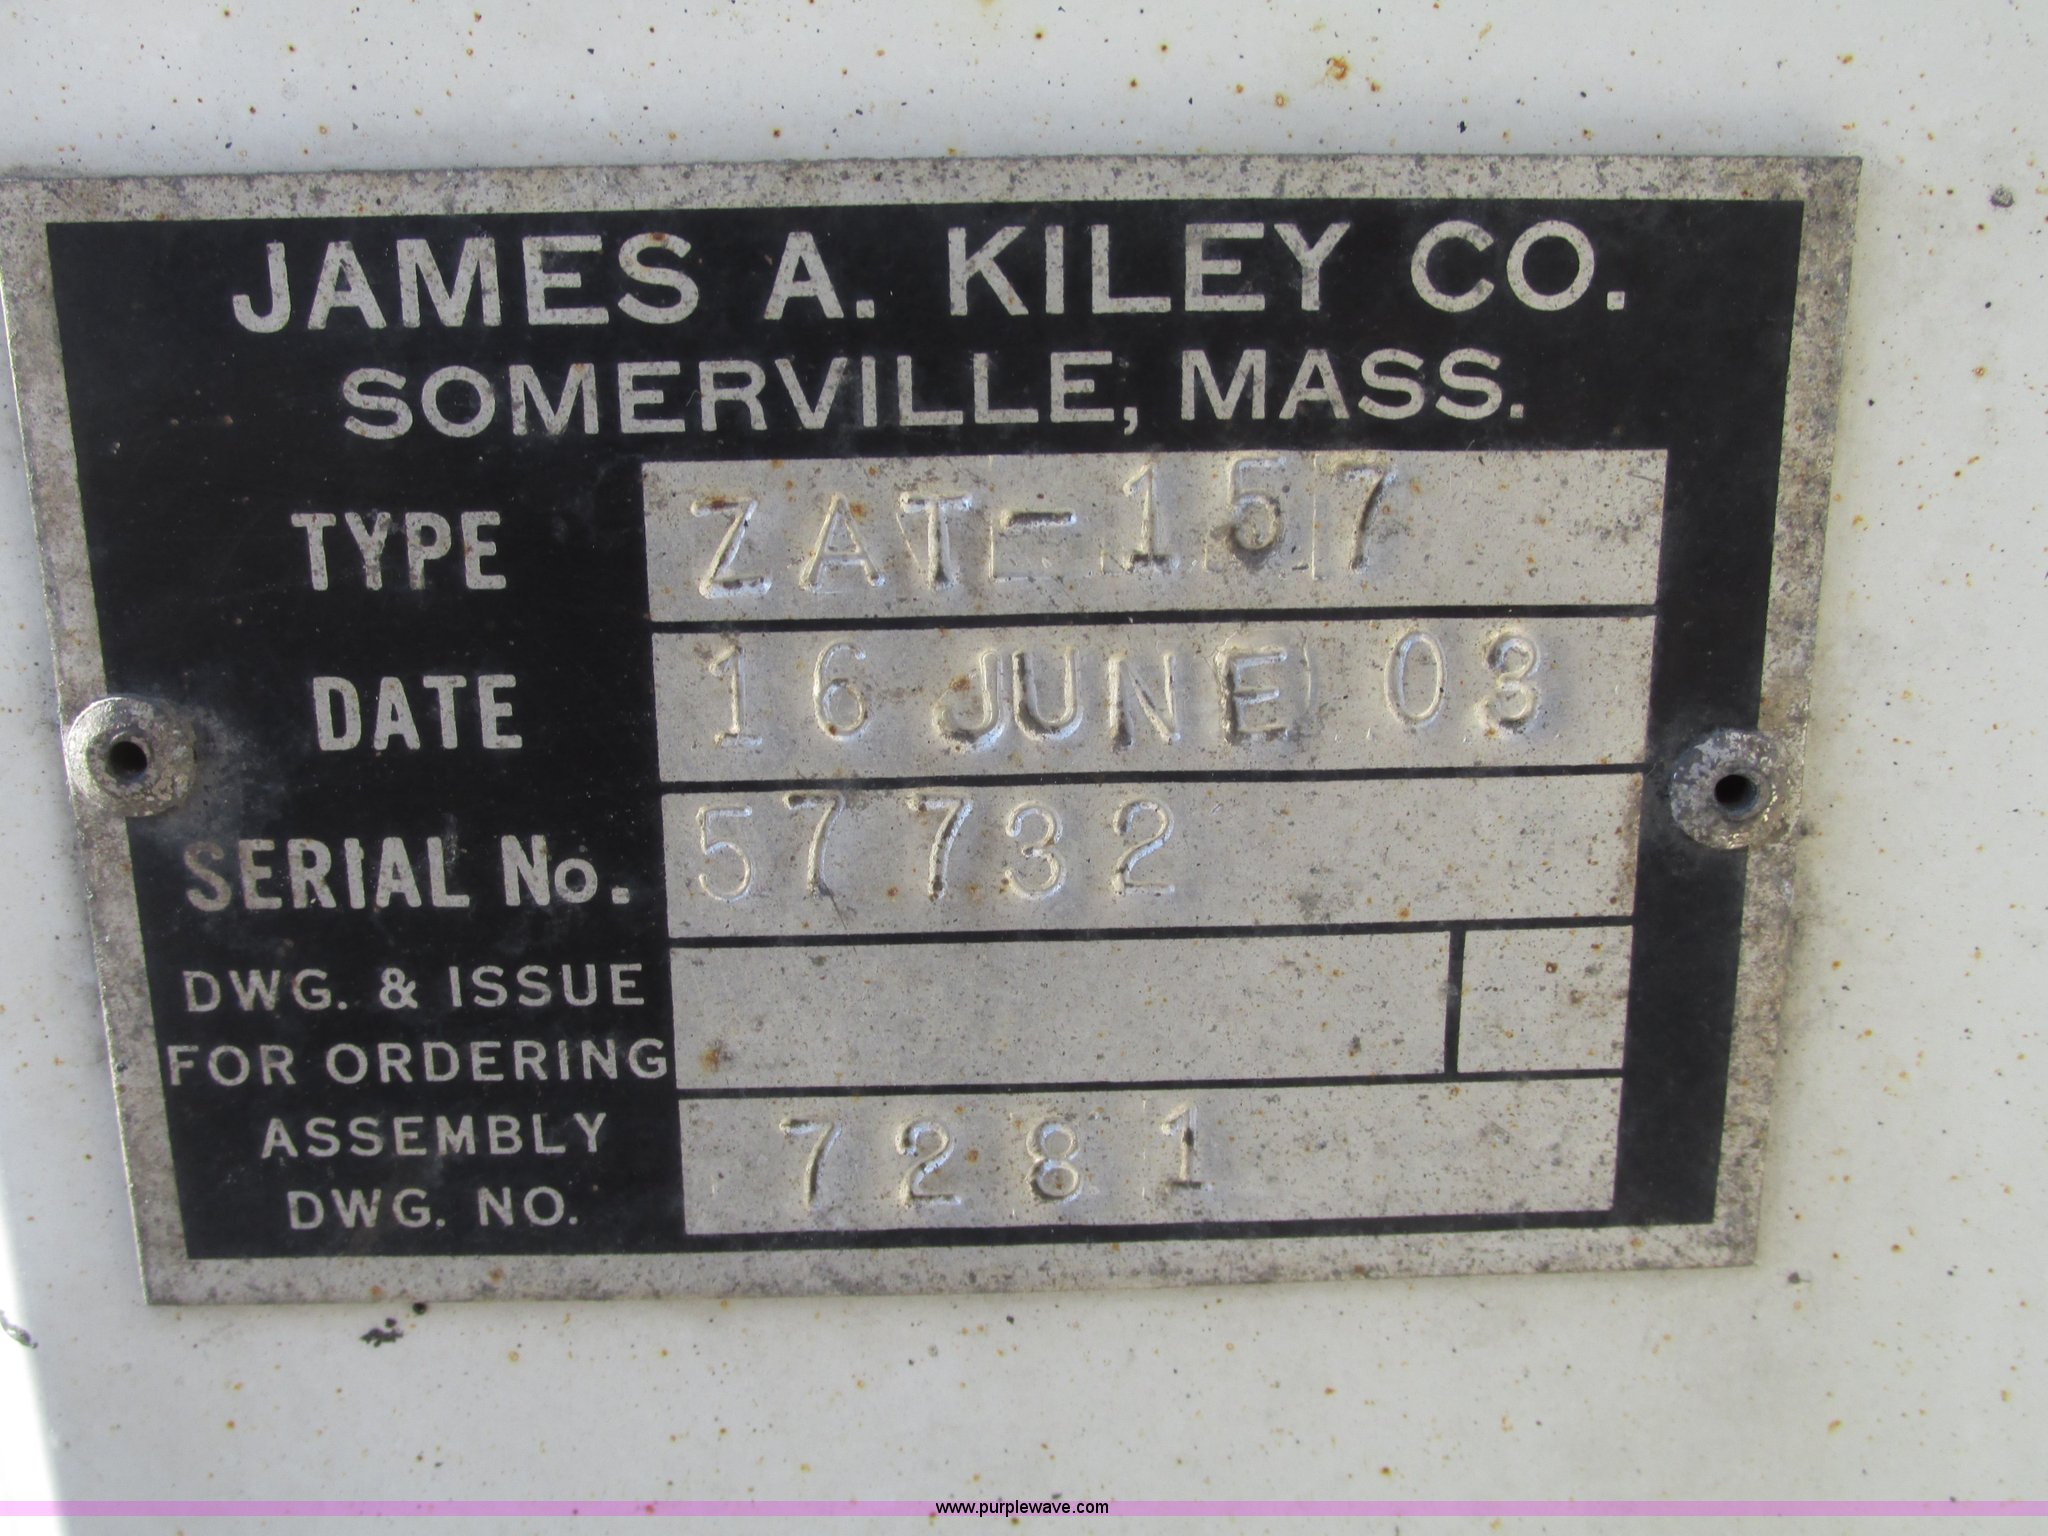 JAMES A. KILEY CO.
SOMERVILLE, MASS.
TYPE ZAT-157
DATE 16 JUNE 03
SERIAL No. 57732
DWG. & ISSUE
FOR ORDERING
ASSEMBLY
DWG. NO. 7281
www.purplewave.com